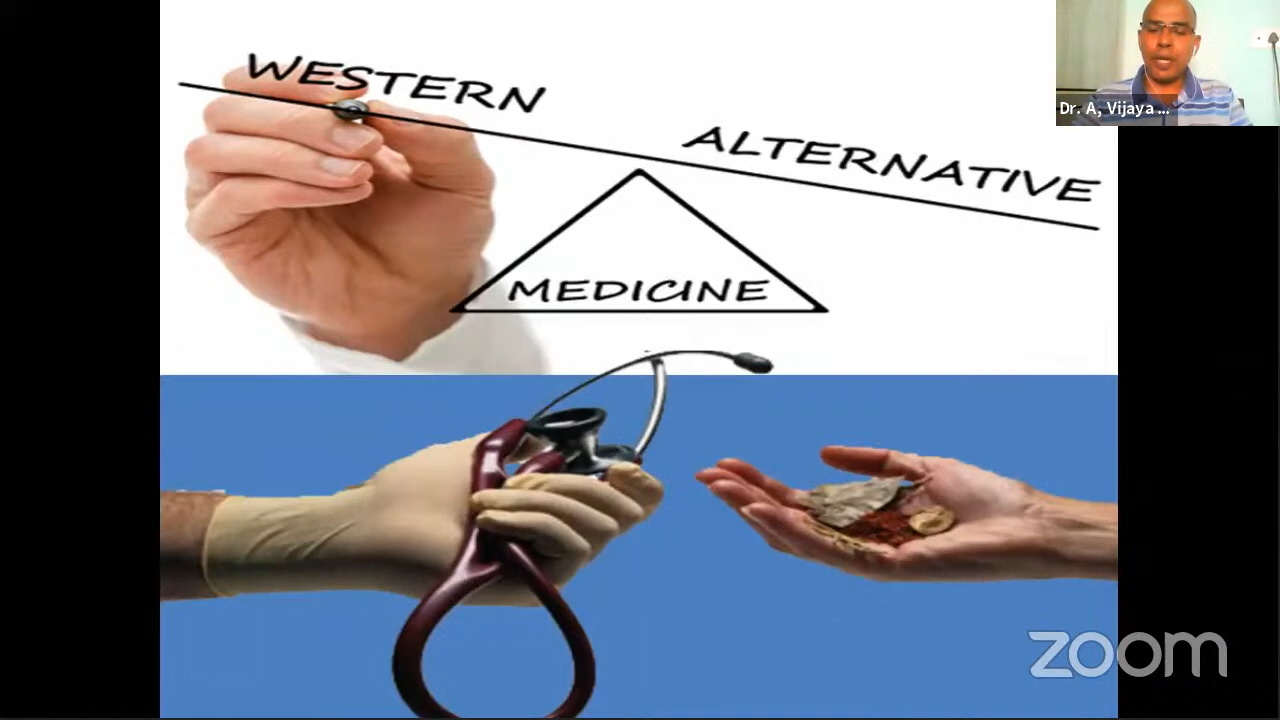 WESTERN
ALTERNATIVE
MEDICINE
Dr. A, Vijaya ...
zoom